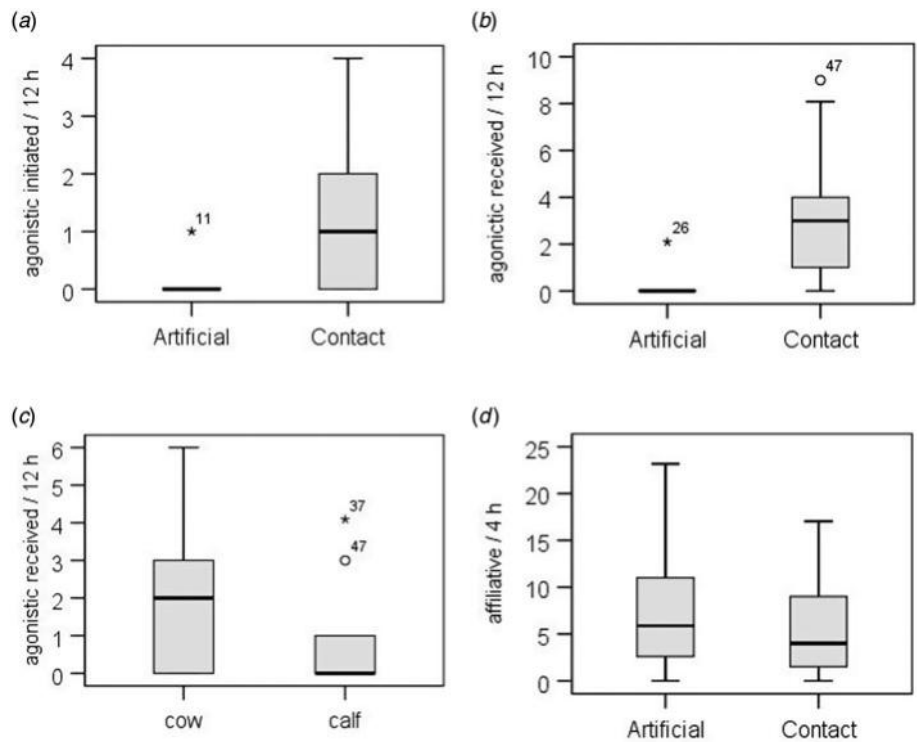 (a)
agonistic initiated / 12 h
4
3
2
1
0
11
Artificial
Contact
(b)
agonictic received / 12 h
10
8
6
4
2
0
26
47
Artificial
Contact
(c)
agonistic received / 12 h
6
5
4
3
2
1
0
37
47
cow
calf
(d)
affiliative / 4 h
25
20
15
10
5
0
Artificial
Contact